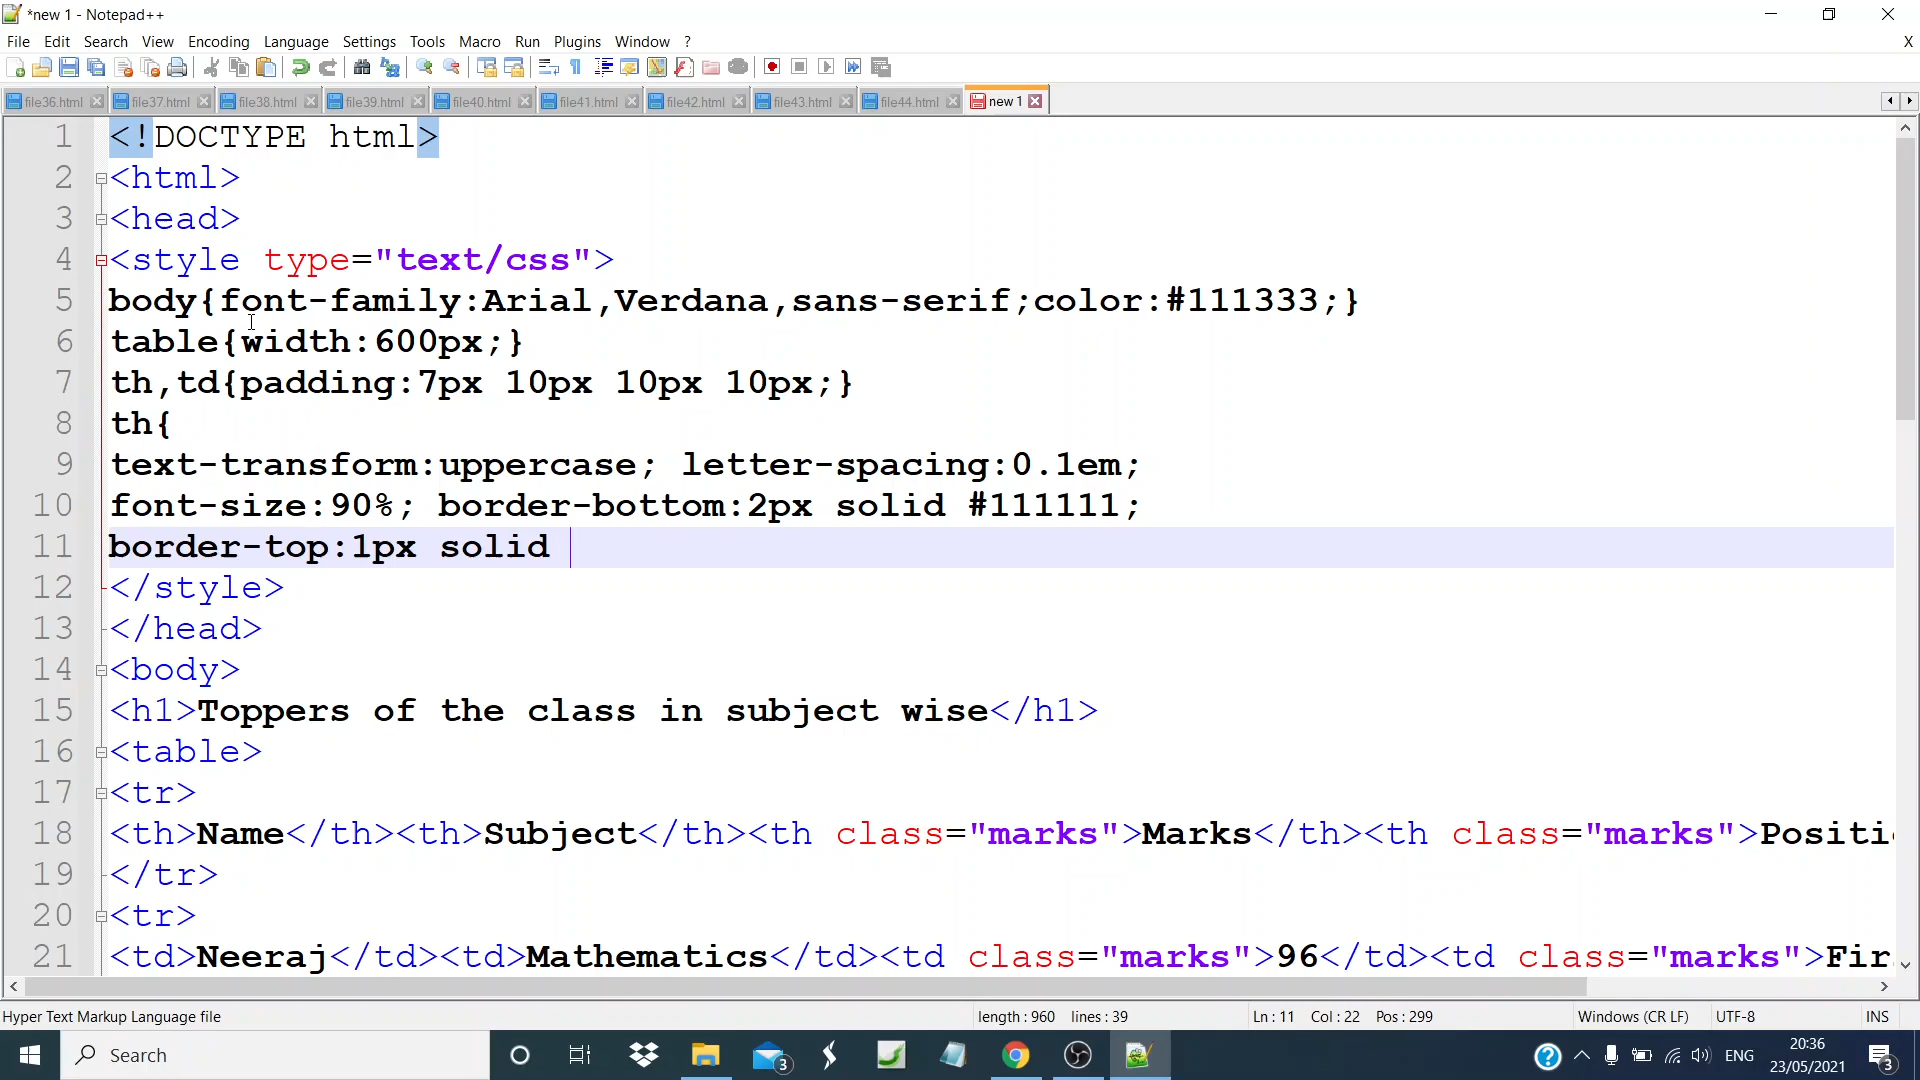 *new 1 - Notepad++
File Edit Search View Encoding Language Settings Tools Macro Run Plugins Window ? X
file36.html file37.html file38.html file39.html file40.html file41.html file42.html file43.html file44.html new 1
1 <!DOCTYPE html>
2 <html>
3 <head>
4 <style type="text/css">
5 body{font-family:Arial,Verdana,sans-serif;color:#111333;}
6 table{width:600px;}
7 th,td{padding:7px 10px 10px 10px;}
8 th{
9 text-transform:uppercase; letter-spacing:0.1em;
10 font-size:90%; border-bottom:2px solid #111111;
11 border-top:1px solid
12 </style>
13 </head>
14 <body>
15 <h1>Toppers of the class in subject wise</h1>
16 <table>
17 <tr>
18 <th>Name</th><th>Subject</th><th class="marks">Marks</th><th class="marks">Positi
19 </tr>
20 <tr>
21 <td>Neeraj</td><td>Mathematics</td><td class="marks">96</td><td class="marks">Fir
Hyper Text Markup Language file length : 960 lines : 39 Ln : 11 Col : 22 Pos : 299 Windows (CR LF) UTF-8 INS
Search 3 ENG 20:36 3
23/05/2021